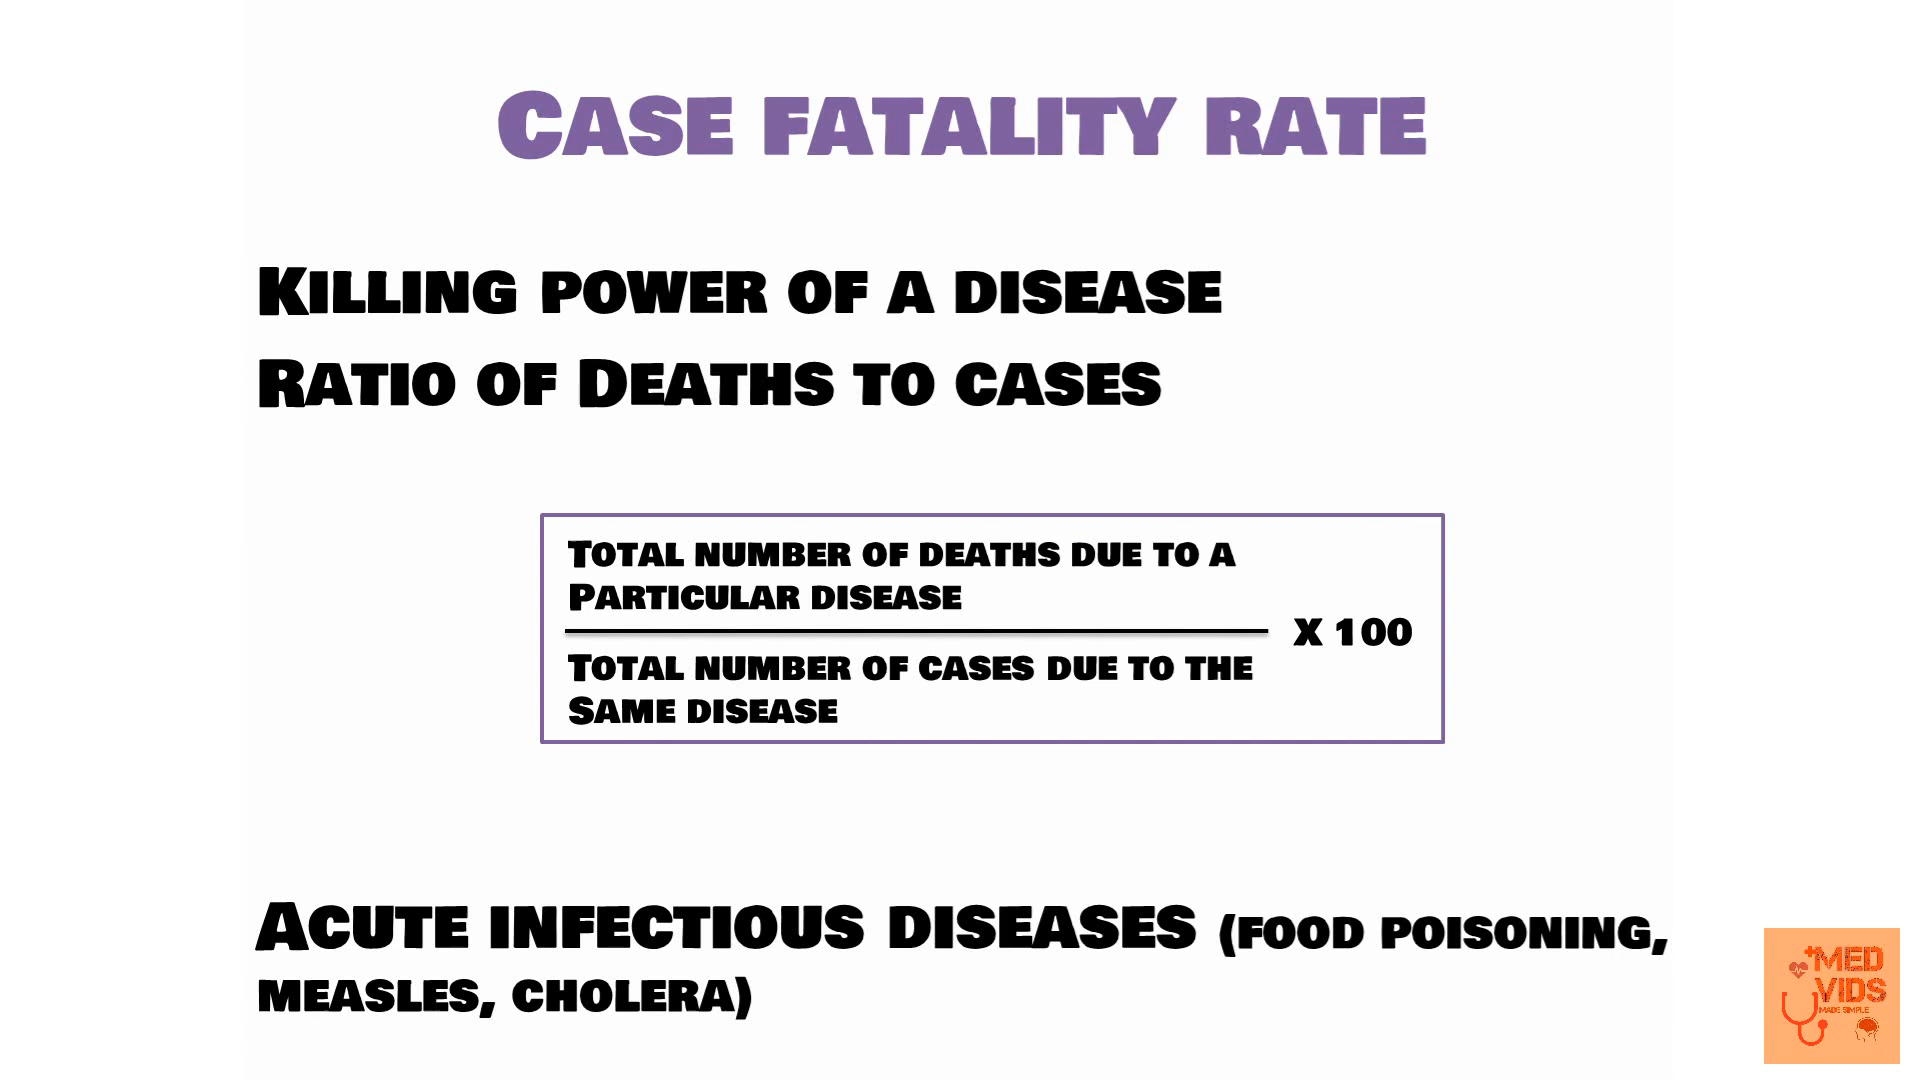 Case fatality rate
Killing power of a disease
Ratio of Deaths to cases
Total number of deaths due to a
Particular disease
X 100
Total number of cases due to the
Same disease
Acute infectious diseases (food poisoning,
measles, cholera)
MED
VIDS
MADE SIMPLE